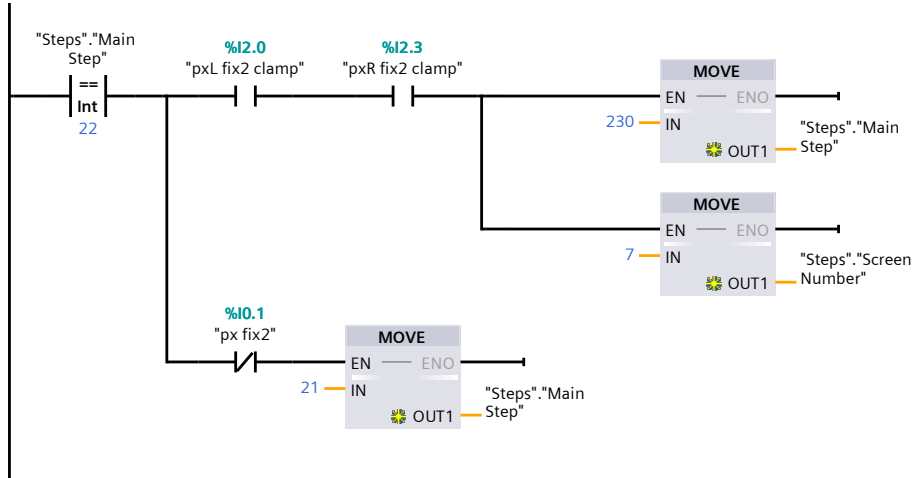 "Steps"."Main
Step"
==
Int
22
%I2.0
"pxL fix2 clamp"
%I2.3
"pxR fix2 clamp"
MOVE
EN
ENO
230
IN
OUT1
"Steps"."Main
Step"
MOVE
EN
ENO
7
IN
OUT1
"Steps"."Screen
Number"
%I0.1
"px fix2"
MOVE
EN
ENO
21
IN
OUT1
"Steps"."Main
Step"